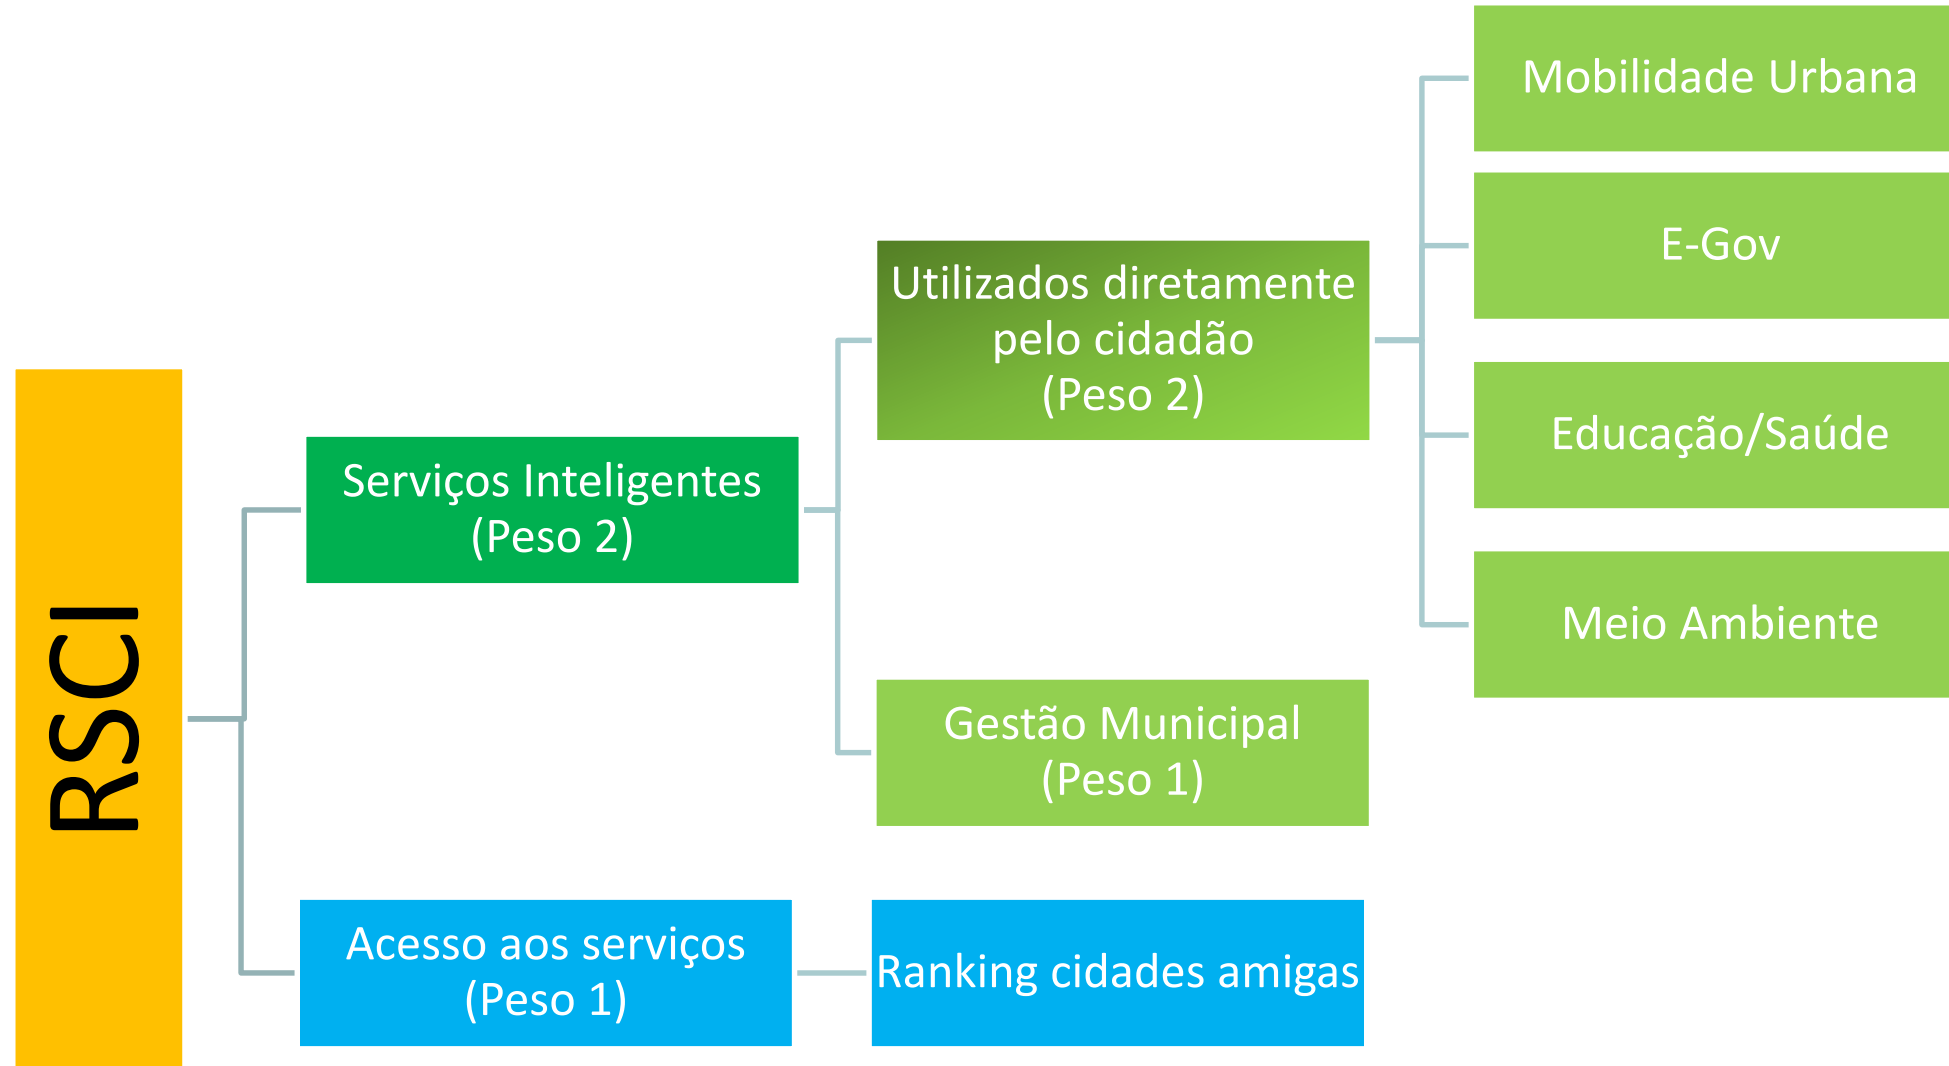 RSCI
Serviços Inteligentes
(Peso 2)
Utilizados diretamente
pelo cidadão
(Peso 2)
Mobilidade Urbana
E-Gov
Educação/Saúde
Meio Ambiente
Gestão Municipal
(Peso 1)
Acesso aos serviços
(Peso 1)
Ranking cidades amigas